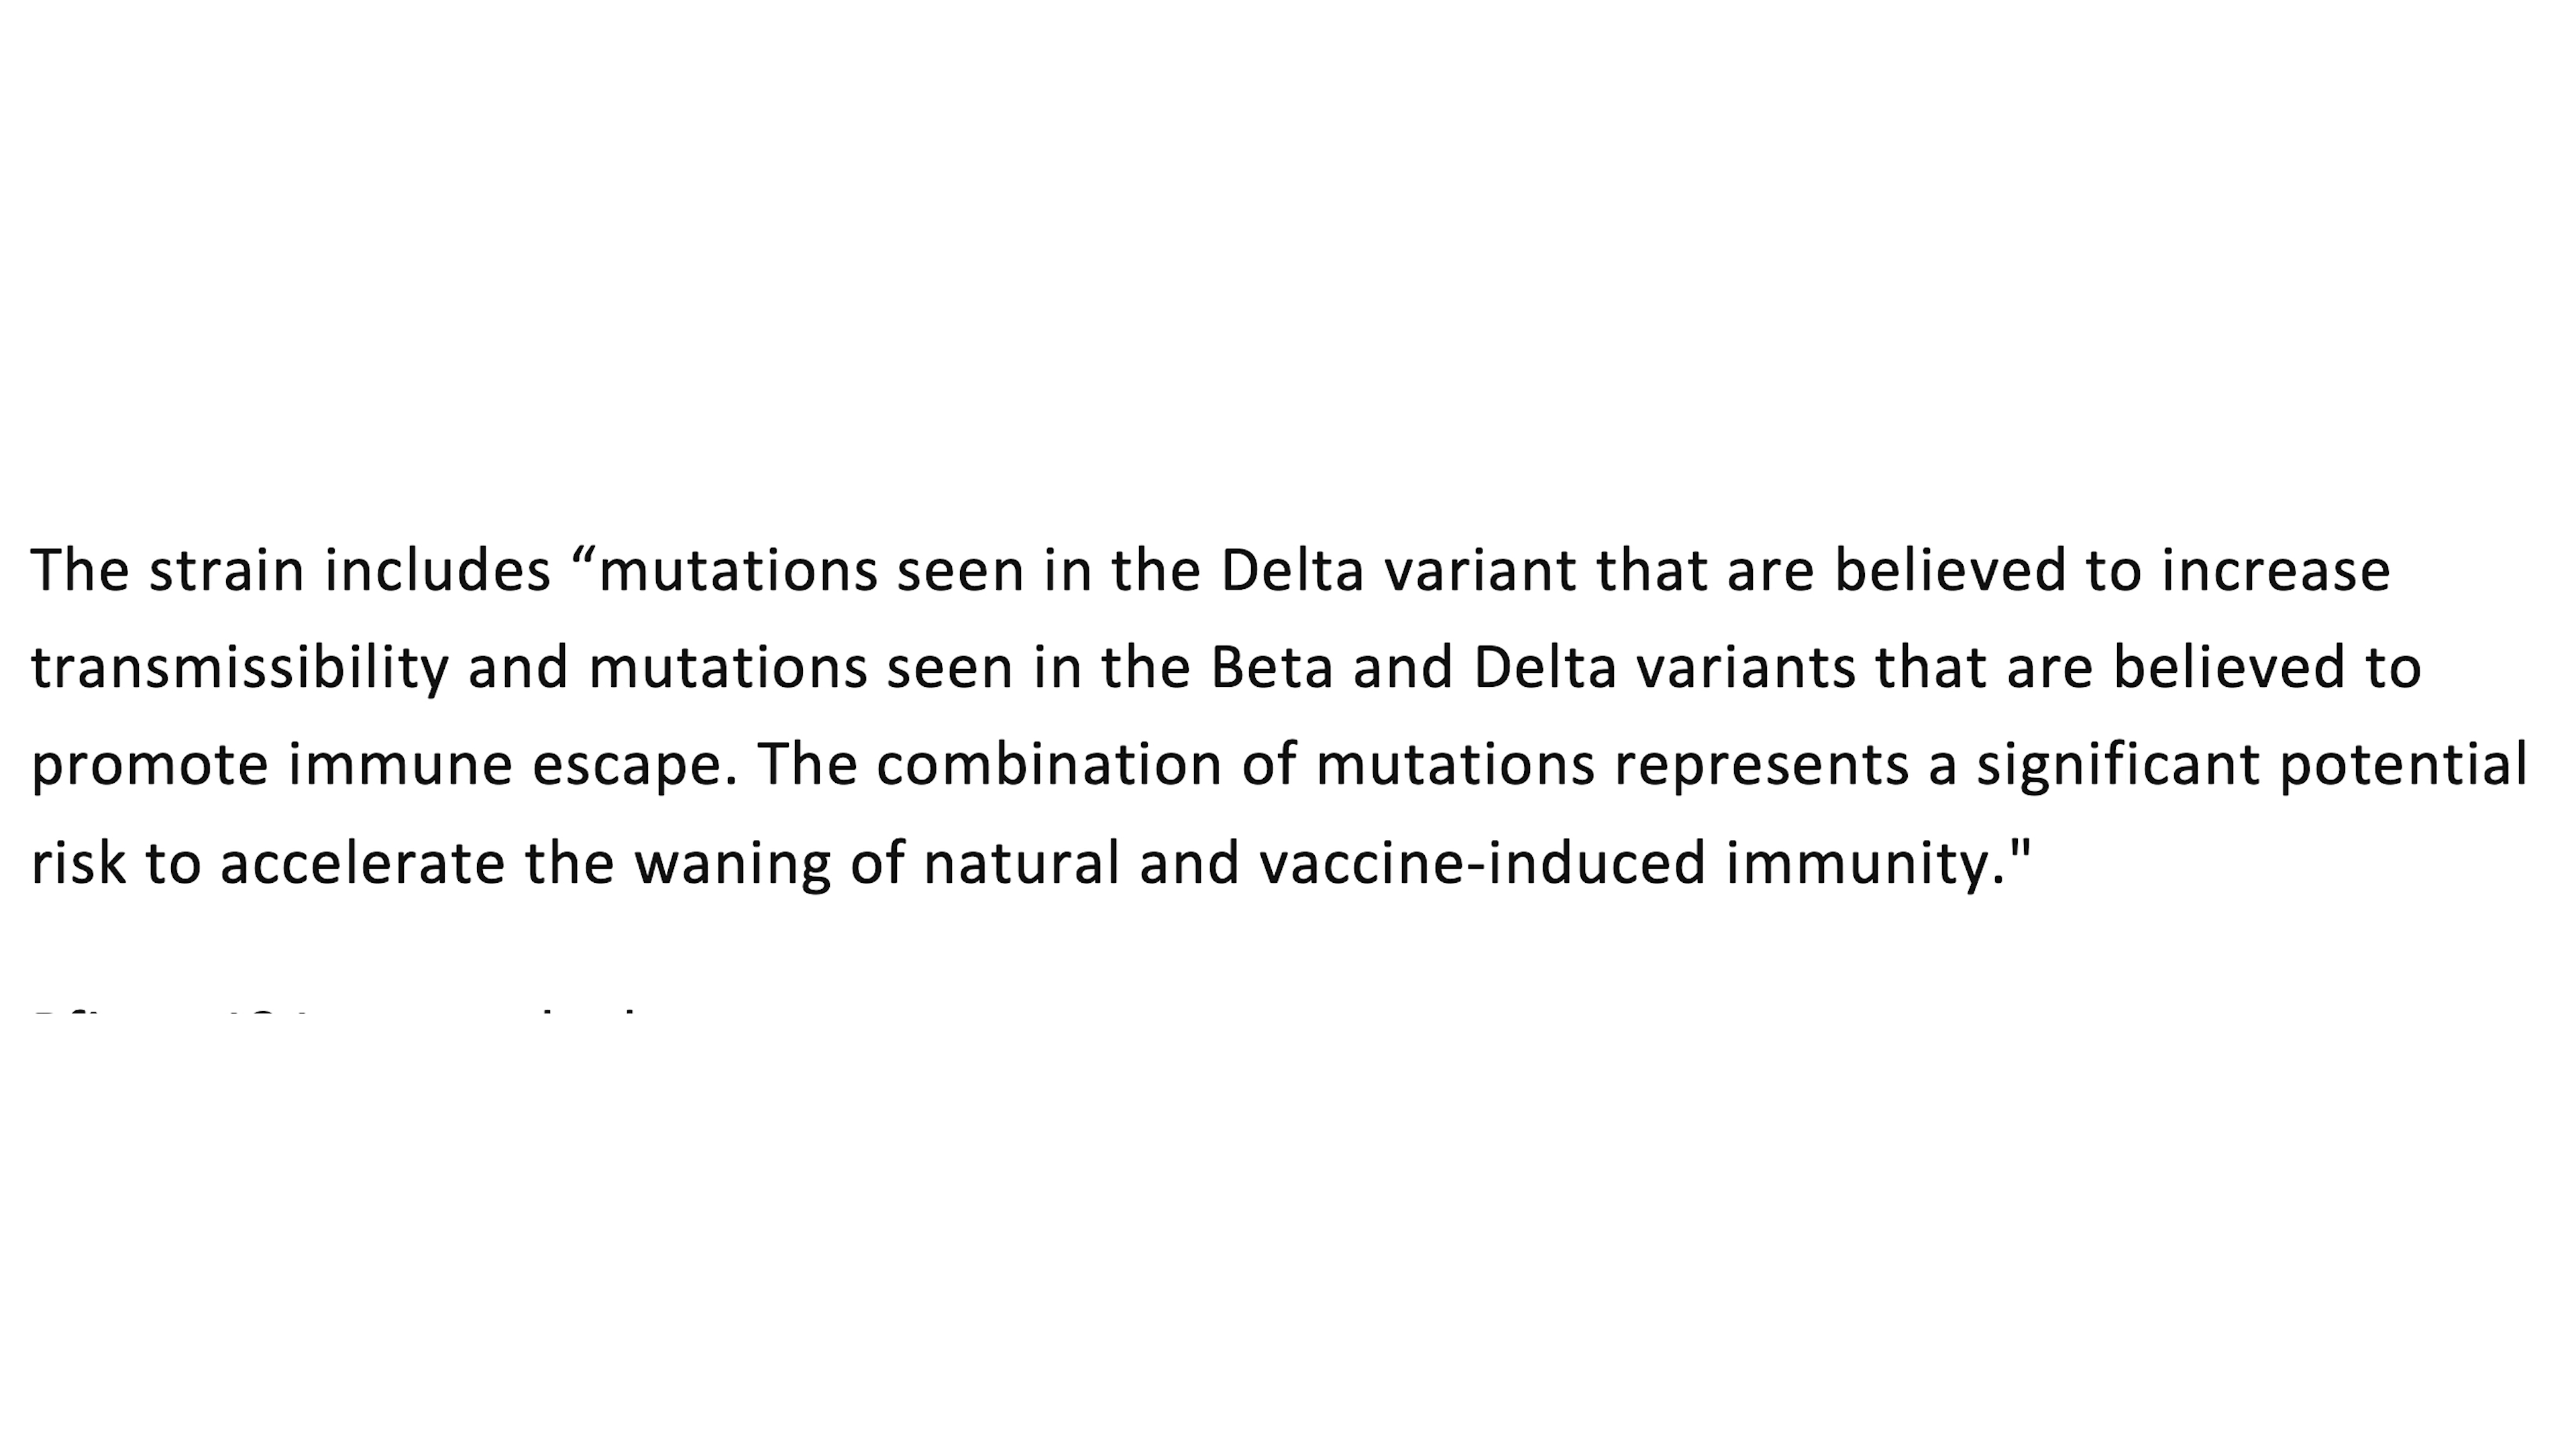 The strain includes “mutations seen in the Delta variant that are believed to increase
transmissibility and mutations seen in the Beta and Delta variants that are believed to
promote immune escape. The combination of mutations represents a significant potential
risk to accelerate the waning of natural and vaccine-induced immunity."